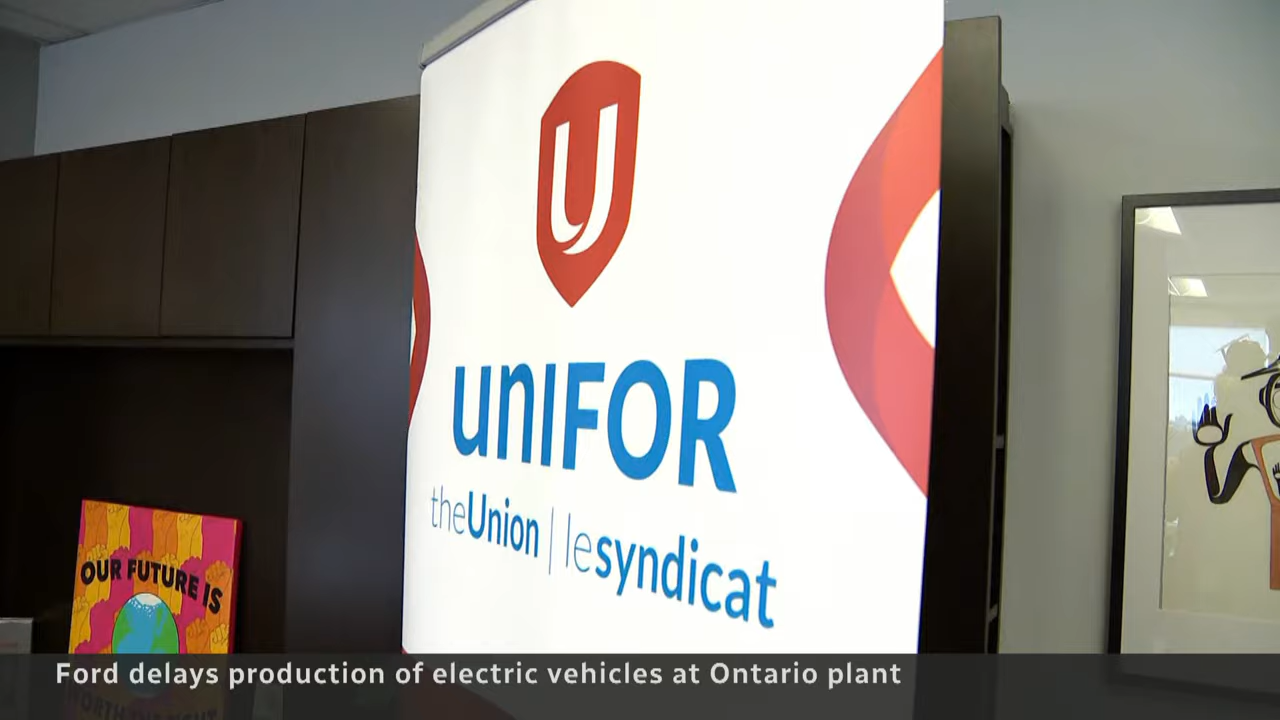 U
UNIFOR
theUnion | lesyndicat
OUR FUTURE IS
Ford delays production of electric vehicles at Ontario plant